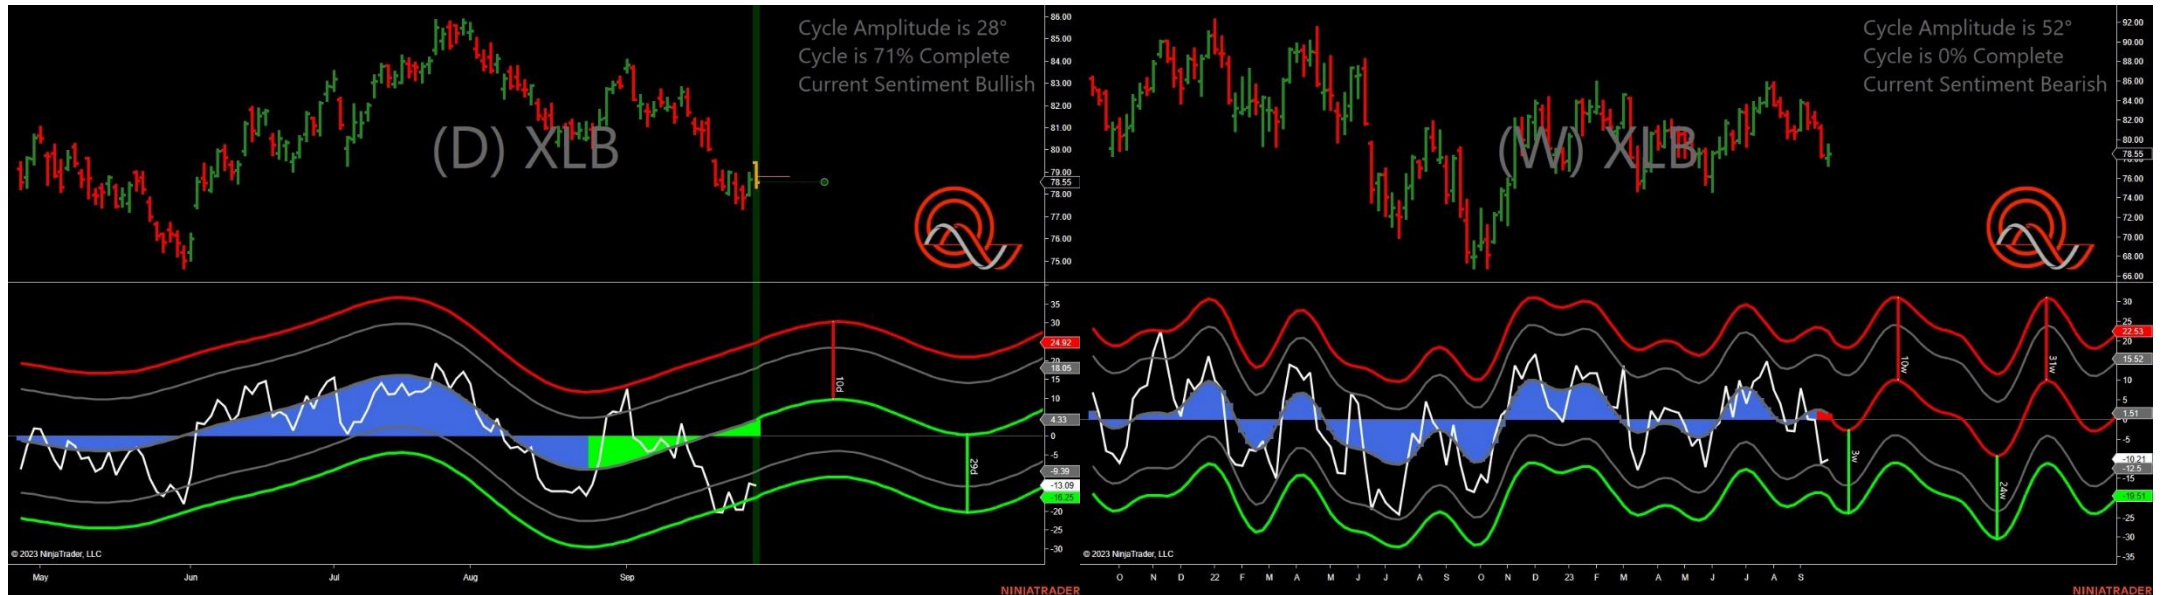 Cycle Amplitude is 28°
Cycle is 71% Complete
Current Sentiment Bullish
(D) XLB
86.00
85.00
84.00
83.00
82.00
81.00
80.00
79.00
78.55
78.00
77.00
76.00
75.00
35
30
24.92
20
18.05
15
10
4.33
0
-5
-9.39
-13.09
-16.25
-20
-25
-30
10d
29d
© 2023 NinjaTrader, LLC
May Jun Jul Aug Sep
NINJATRADER
Cycle Amplitude is 52°
Cycle is 0% Complete
Current Sentiment Bearish
(W) XLB
92.00
90.00
88.00
86.00
84.00
82.00
80.00
78.55
76.00
74.00
72.00
70.00
68.00
66.00
30
25
22.53
20
15.52
10
5
1.51
-5
-10.21
-12.5
-15
-19.51
-25
-30
-35
10w
31w
3w
24w
© 2023 NinjaTrader, LLC
O N D 22 F M A M J J A S O N D 23 F M A M J J A S
NINJATRADER